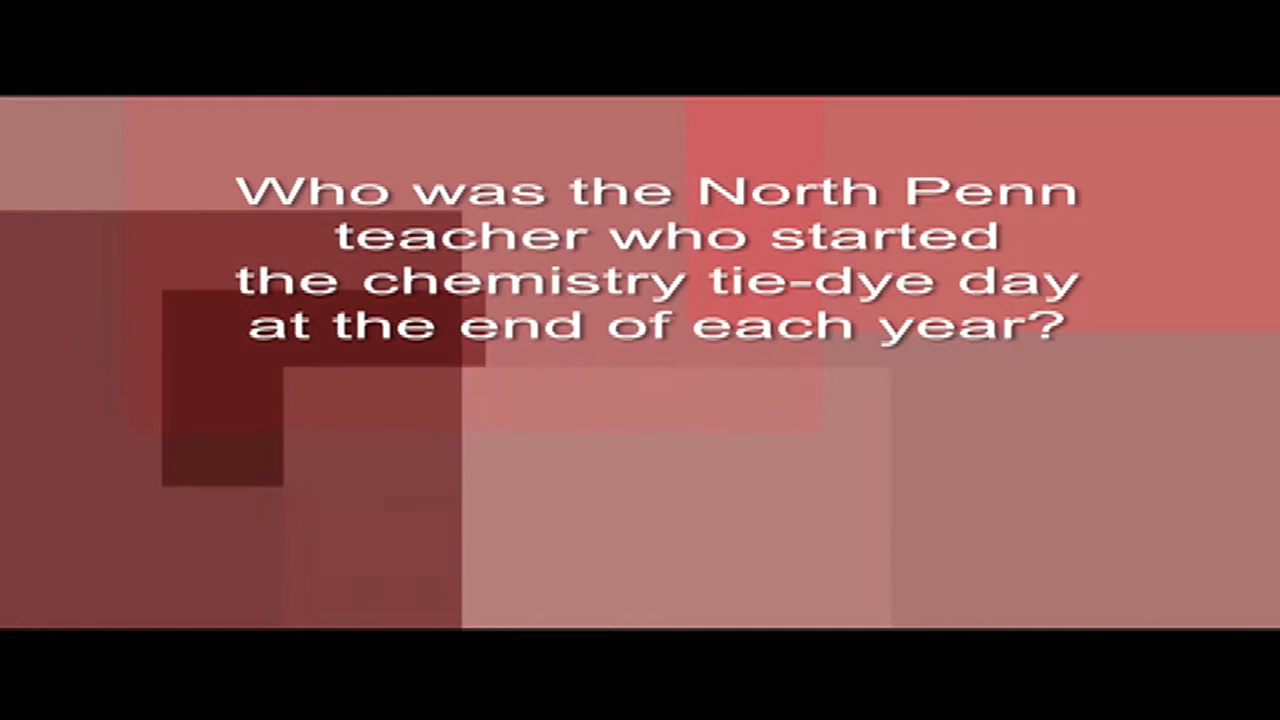 Who was the North Penn
teacher who started
the chemistry tie-dye day
at the end of each year?